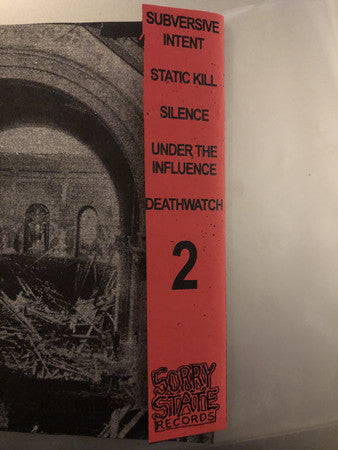 SUBVERSIVE
INTENT
STATIC KILL
SILENCE
UNDER THE
INFLUENCE
DEATHWATCH
2
SORRY
STATE
RECORDS